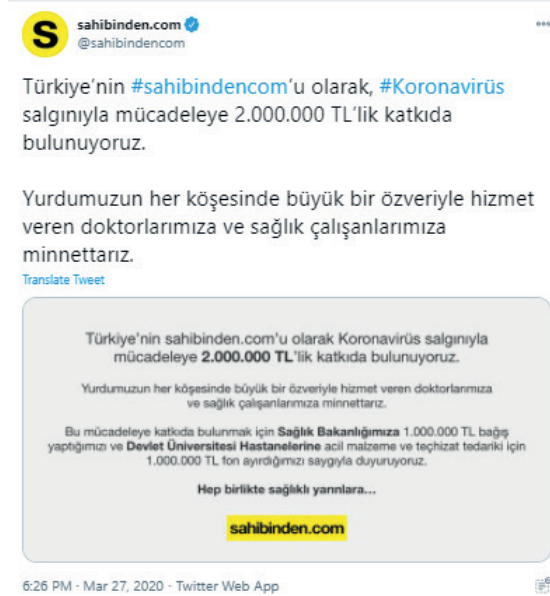 S
sahibinden.com
@sahibindencom
Türkiye'nin #sahibindencom'u olarak, #Koronavirüs
salgınıyla mücadeleye 2.000.000 TL'lik katkıda
bulunuyoruz.
Yurdumuzun her köşesinde büyük bir özveriyle hizmet
veren doktorlarımıza ve sağlık çalışanlarımıza
minnettarız.
Translate Tweet
Türkiye'nin sahibinden.com'u olarak Koronavirüs salgınıyla
mücadeleye 2.000.000 TL'lik katkıda bulunuyoruz.
Yurdumuzun her köşesinde büyük bir özveriyle hizmet veren doktorlarımıza
ve sağlık çalışanlarımıza minnettarız.
Bu mücadeleye katkıda bulunmak için Sağlık Bakanlığımıza 1.000.000 TL bağış
yaptığımızı ve Devlet Üniversitesi Hastanelerine acil malzeme ve teçhizat tedariki için
1.000.000 TL fon ayırdığımızı saygıyla duyuruyoruz.
Hep birlikte sağlıklı yarınlara...
sahibinden.com
6:26 PM · Mar 27, 2020 · Twitter Web App